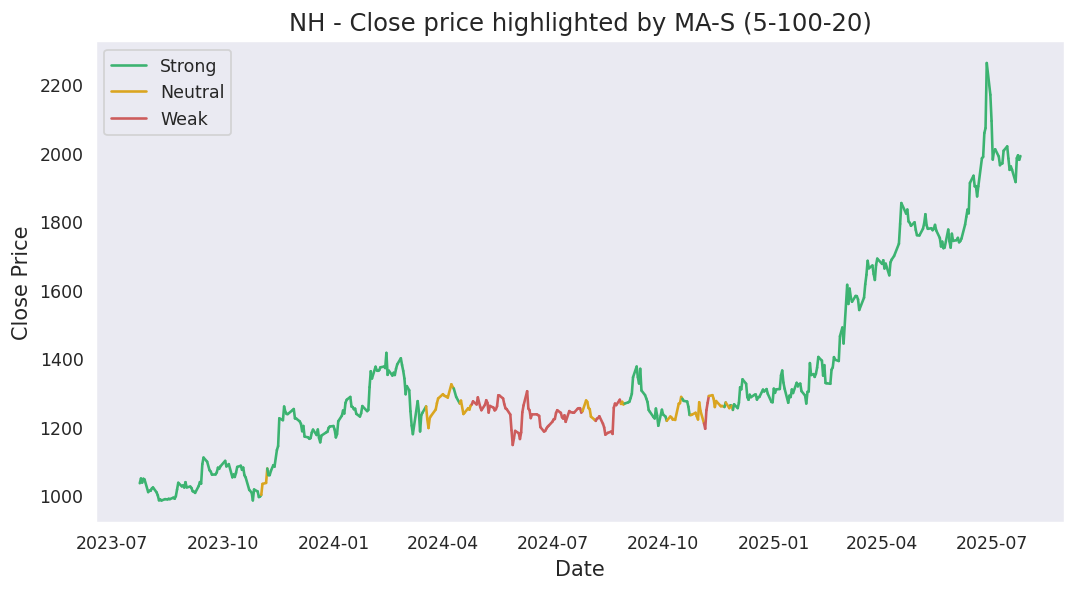 NH - Close price highlighted by MA-S (5-100-20)
Strong
Neutral
Weak
2200
2000
1800
1600
1400
1200
1000
Close Price
2023-07 2023-10 2024-01 2024-04 2024-07 2024-10 2025-01 2025-04 2025-07
Date